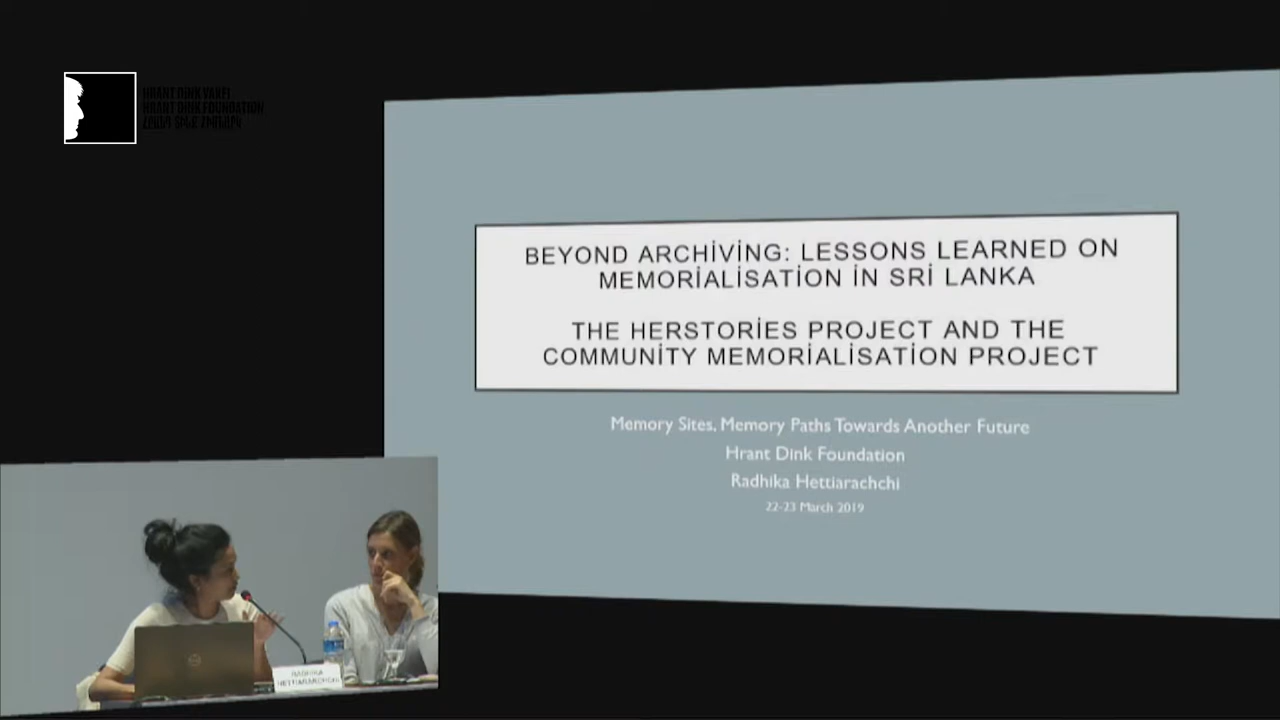 HRANT DINK VAKFI
HRANT DINK FOUNDATION
BEYOND ARCHİVİNG: LESSONS LEARNED ON
MEMORİALİSATİON İN SRİ LANKA
THE HERSTORİES PROJECT AND THE
COMMUNİTY MEMORİALİSATİON PROJECT
Memory Sites, Memory Paths Towards Another Future
Hrant Dink Foundation
Radhika Hettiarachchi
22-23 March 2019
RADHIKA
HETTIARACHCHI